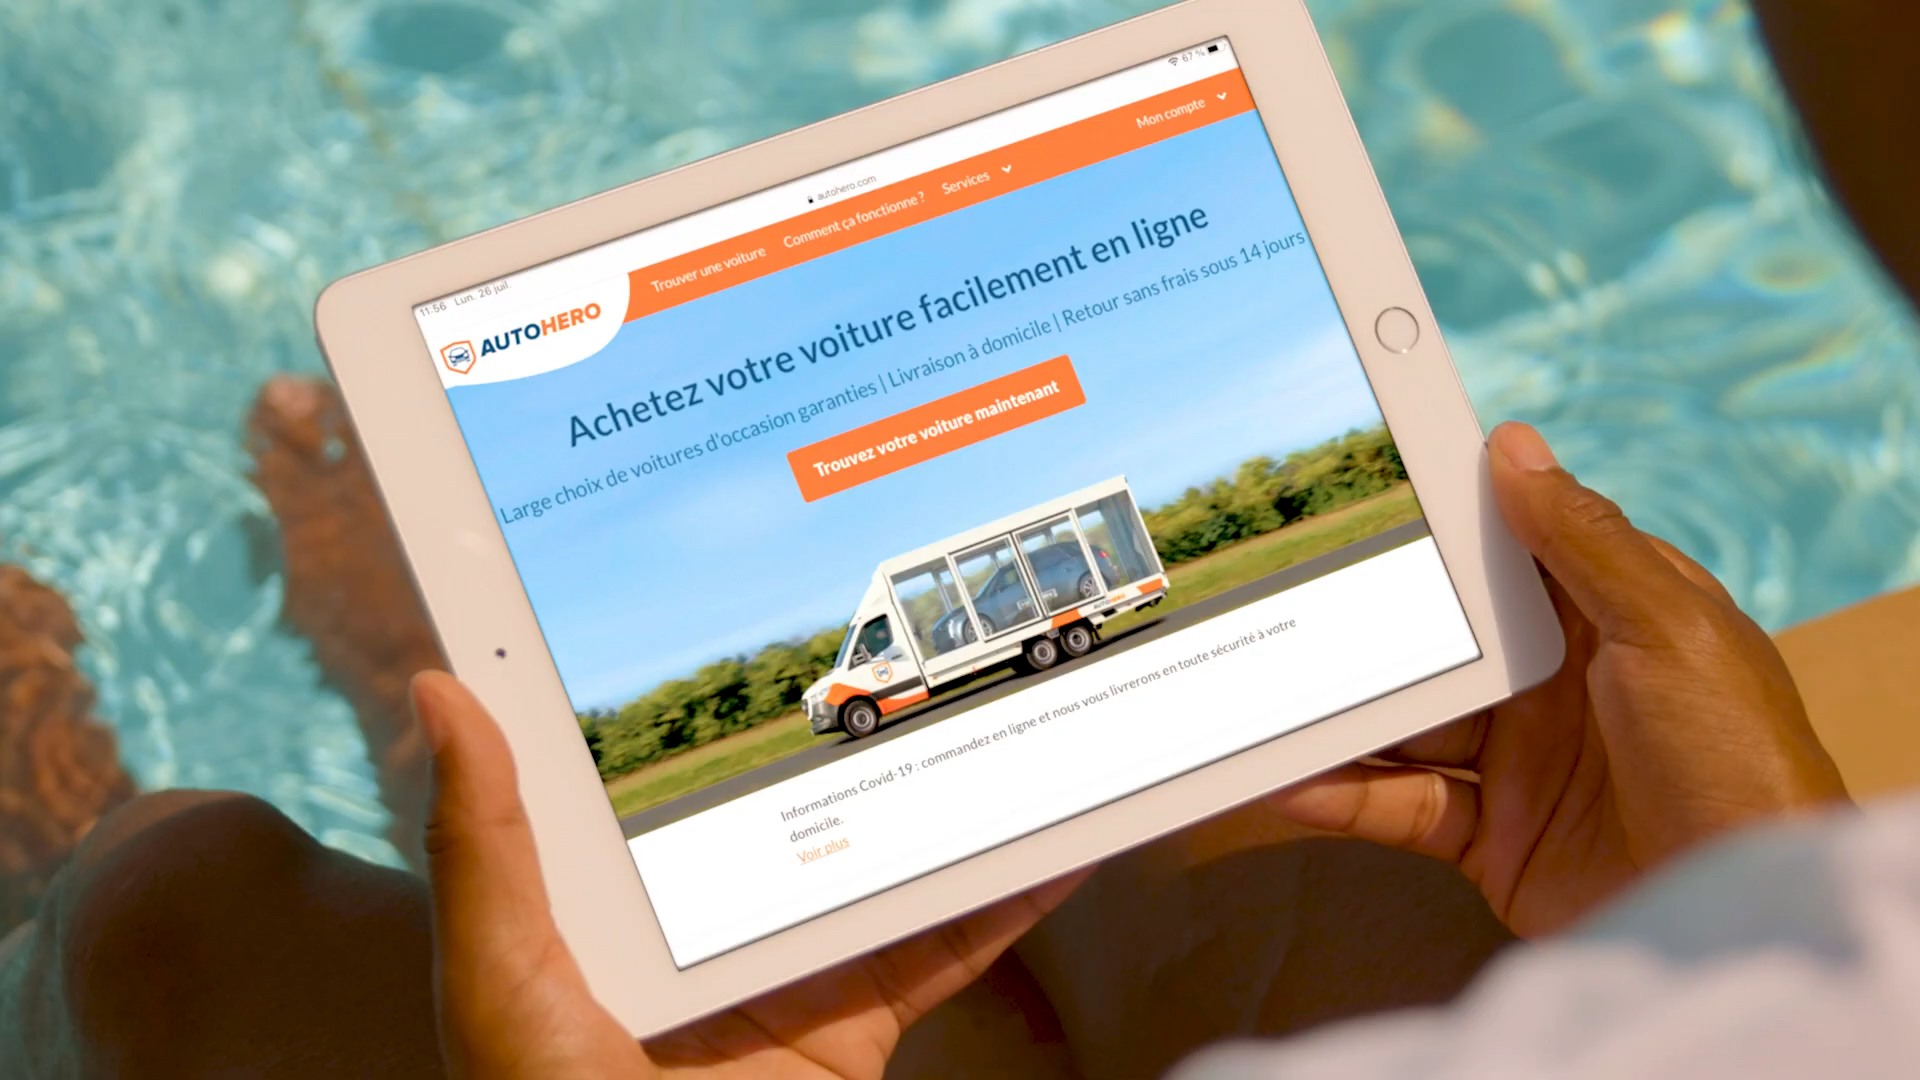 11:56 Lun. 26 juil.
67 %
autohero.com
AUTOHERO
Trouver une voiture
Comment ça fonctionne ?
Services
Mon compte
Achetez votre voiture facilement en ligne
Large choix de voitures d'occasion garanties | Livraison à domicile | Retour sans frais sous 14 jours
Trouvez votre voiture maintenant
AUTOHERO
Informations Covid-19 : commandez en ligne et nous vous livrerons en toute sécurité à votre
domicile.
Voir plus